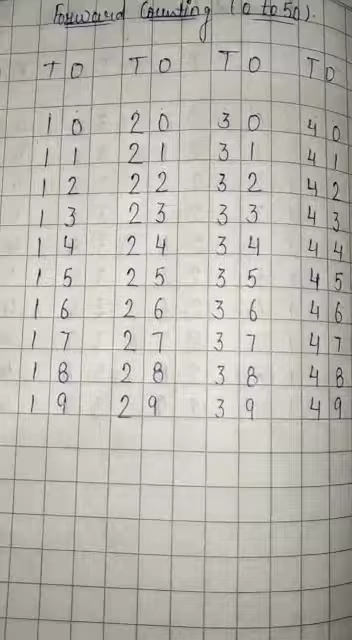 Forward Counting (0 to 50).
T O T O T O T O
1 0 2 0 3 0 4 0
1 1 2 1 3 1 4 1
1 2 2 2 3 2 4 2
1 3 2 3 3 3 4 3
1 4 2 4 3 4 4 4
1 5 2 5 3 5 4 5
1 6 2 6 3 6 4 6
1 7 2 7 3 7 4 7
1 8 2 8 3 8 4 8
1 9 2 9 3 9 4 9